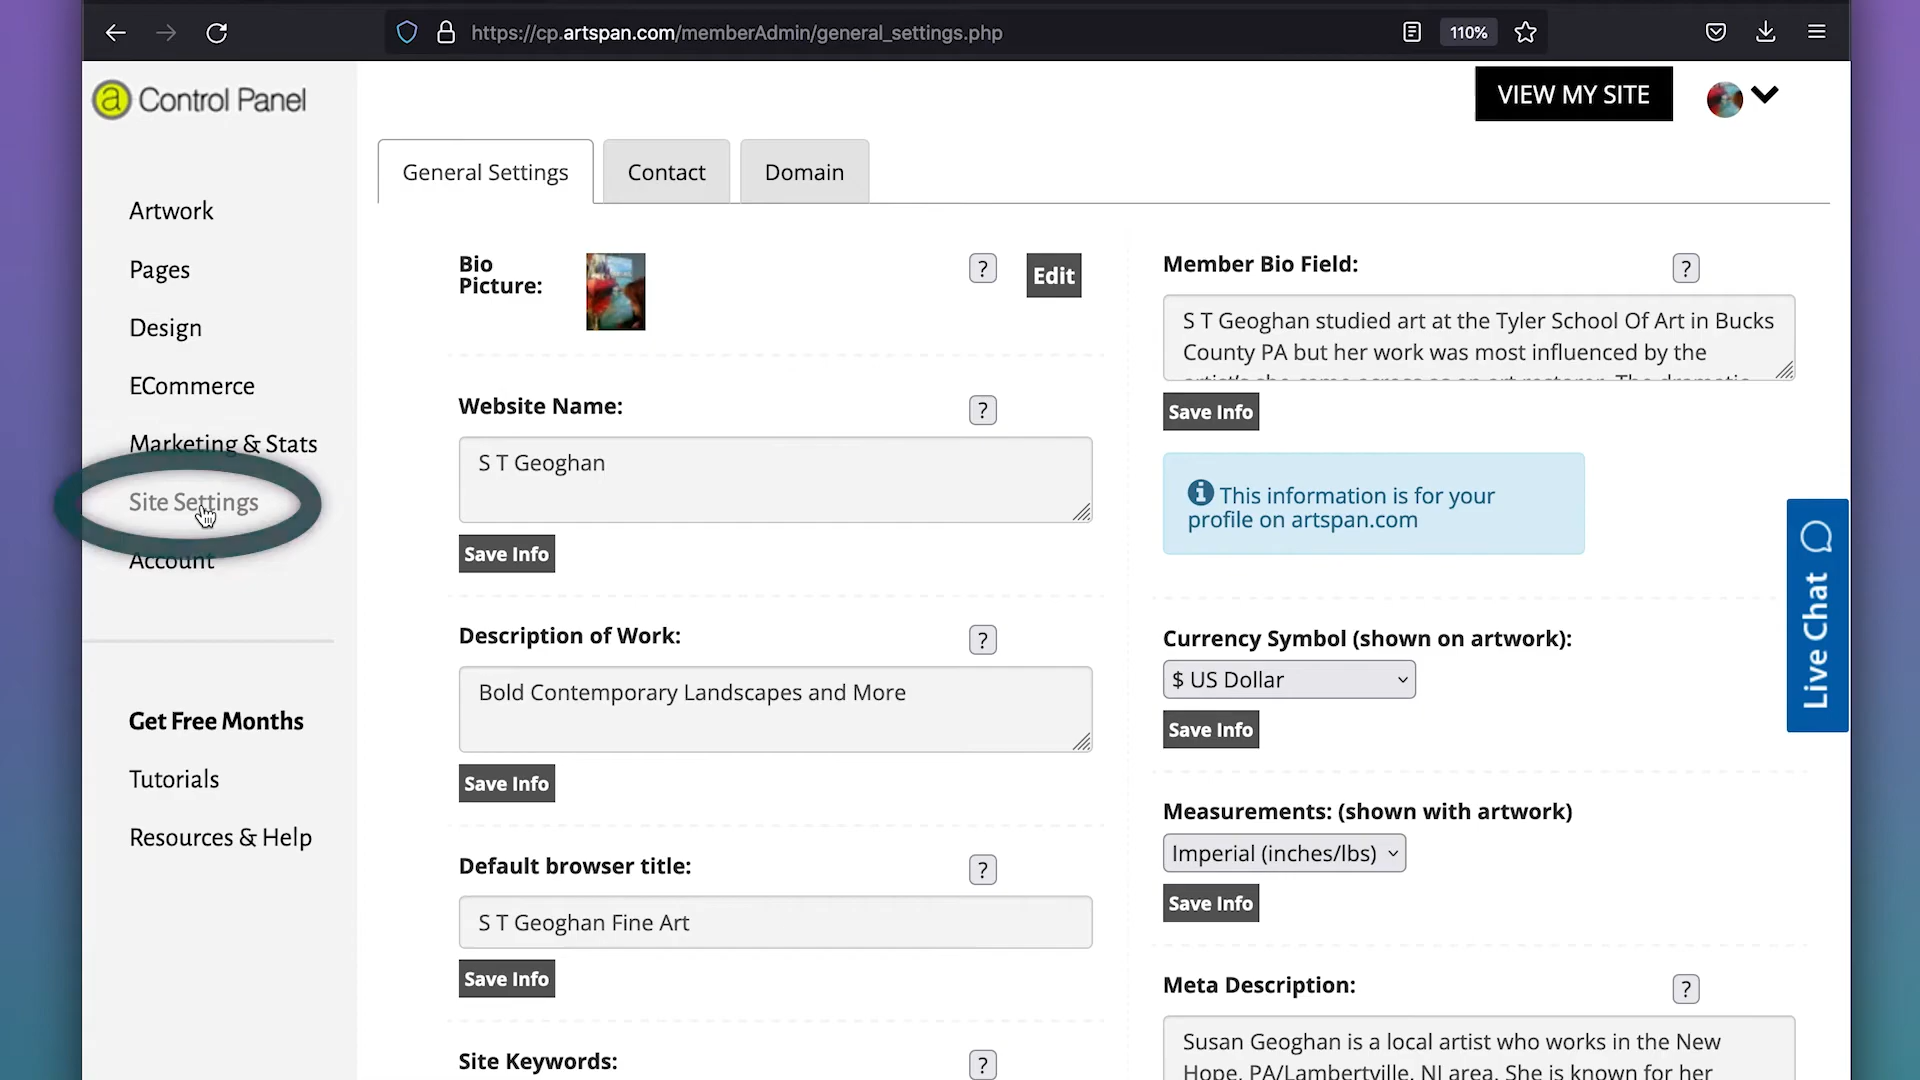 https://cp.artspan.com/memberAdmin/general_settings.php
110%
a Control Panel
VIEW MY SITE
Artwork
Pages
Design
ECommerce
Marketing & Stats
Site Settings
Account
Get Free Months
Tutorials
Resources & Help
General Settings
Contact
Domain
Bio
Picture:
?
Edit
Website Name:
?
S T Geoghan
Save Info
Description of Work:
?
Bold Contemporary Landscapes and More
Save Info
Default browser title:
?
S T Geoghan Fine Art
Save Info
Site Keywords:
?
Member Bio Field:
?
S T Geoghan studied art at the Tyler School Of Art in Bucks
County PA but her work was most influenced by the
Save Info
This information is for your
profile on artspan.com
Currency Symbol (shown on artwork):
$ US Dollar
Save Info
Measurements: (shown with artwork)
Imperial (inches/lbs)
Save Info
Meta Description:
?
Susan Geoghan is a local artist who works in the New
Hope, PA/Lambertville, NJ area. She is known for her
Live Chat